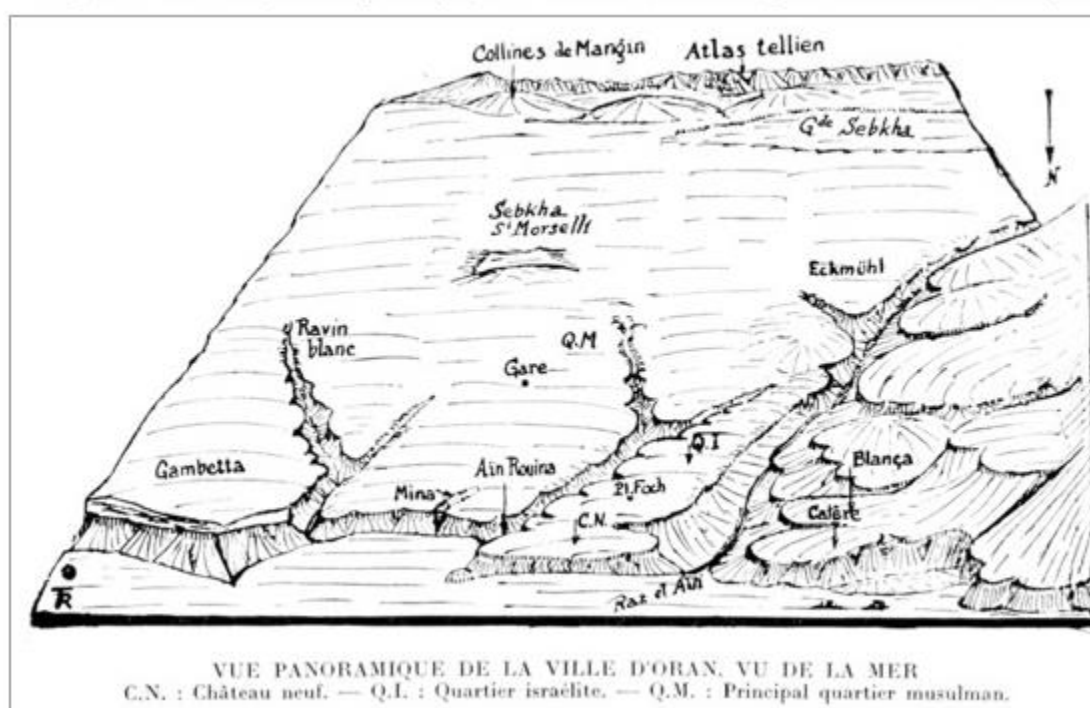 Collines de Mangin
Atlas tellien
Gde Sebkha
N
Sebkha
St Morselli
Eckmühl
Ravin
blanc
Q.M
Gare
Q.I
Gambetta
Aïn Rouina
Blança
Mina
Pl. Foch
Calère
C.N.
Raz el Aïn
VUE PANORAMIQUE DE LA VILLE D'ORAN. VU DE LA MER
C.N. : Château neuf. — Q.I. : Quartier israélite. — Q.M. : Principal quartier musulman.